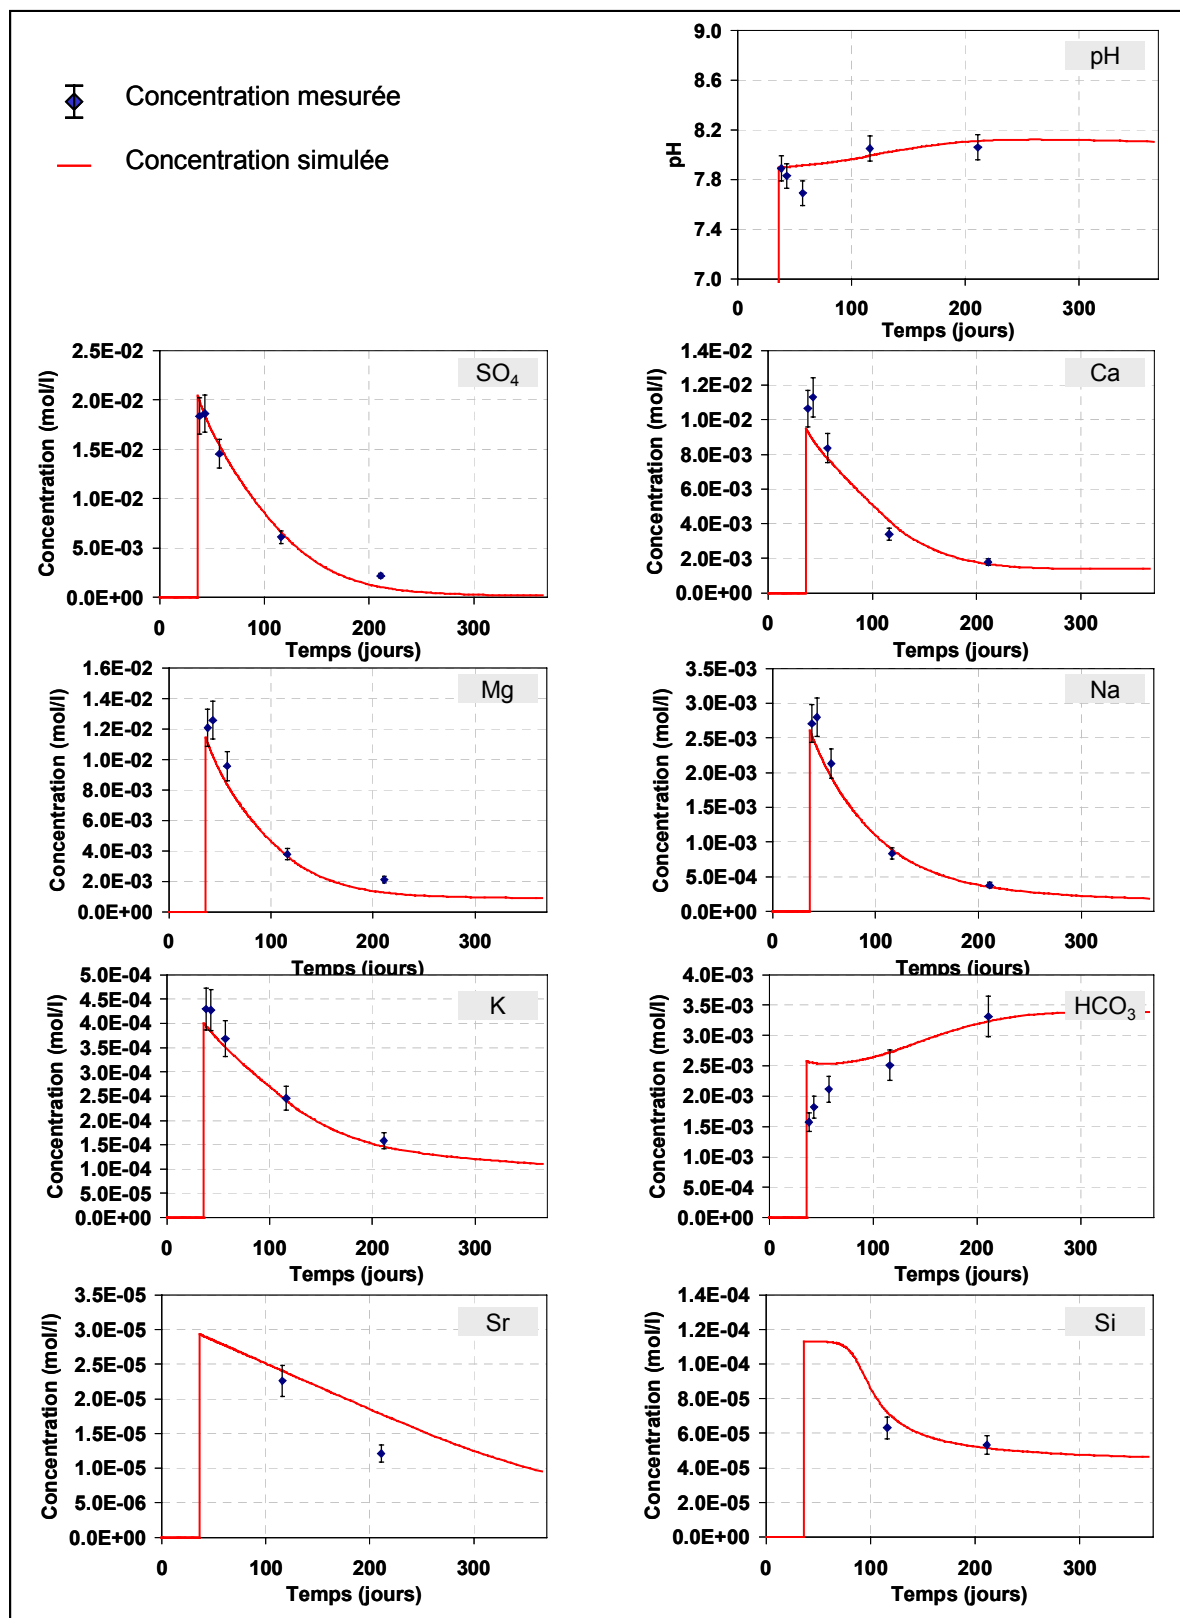 Concentration mesurée
Concentration simulée
pH
pH
9.0
8.6
8.2
7.8
7.4
7.0
0 100 200 300
Temps (jours)
SO4
Concentration (mol/l)
2.5E-02
2.0E-02
1.5E-02
1.0E-02
5.0E-03
0.0E+00
0 100 200 300
Temps (jours)
Ca
Concentration (mol/l)
1.4E-02
1.2E-02
1.0E-02
8.0E-03
6.0E-03
4.0E-03
2.0E-03
0.0E+00
0 100 200 300
Temps (jours)
Mg
Concentration (mol/l)
1.6E-02
1.4E-02
1.2E-02
1.0E-02
8.0E-03
6.0E-03
4.0E-03
2.0E-03
0.0E+00
0 100 200 300
Temps (jours)
Na
Concentration (mol/l)
3.5E-03
3.0E-03
2.5E-03
2.0E-03
1.5E-03
1.0E-03
5.0E-04
0.0E+00
0 100 200 300
Temps (jours)
K
Concentration (mol/l)
5.0E-04
4.5E-04
4.0E-04
3.5E-04
3.0E-04
2.5E-04
2.0E-04
1.5E-04
1.0E-04
5.0E-05
0.0E+00
0 100 200 300
Temps (jours)
HCO3
Concentration (mol/l)
4.0E-03
3.5E-03
3.0E-03
2.5E-03
2.0E-03
1.5E-03
1.0E-03
5.0E-04
0.0E+00
0 100 200 300
Temps (jours)
Sr
Concentration (mol/l)
3.5E-05
3.0E-05
2.5E-05
2.0E-05
1.5E-05
1.0E-05
5.0E-06
0.0E+00
0 100 200 300
Temps (jours)
Si
Concentration (mol/l)
1.4E-04
1.2E-04
1.0E-04
8.0E-05
6.0E-05
4.0E-05
2.0E-05
0.0E+00
0 100 200 300
Temps (jours)